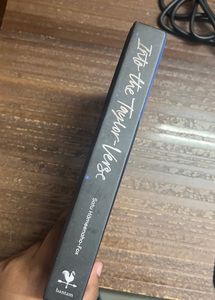 Into the Taylor-Verse
Satu Hämeenaho-Fox
bantam